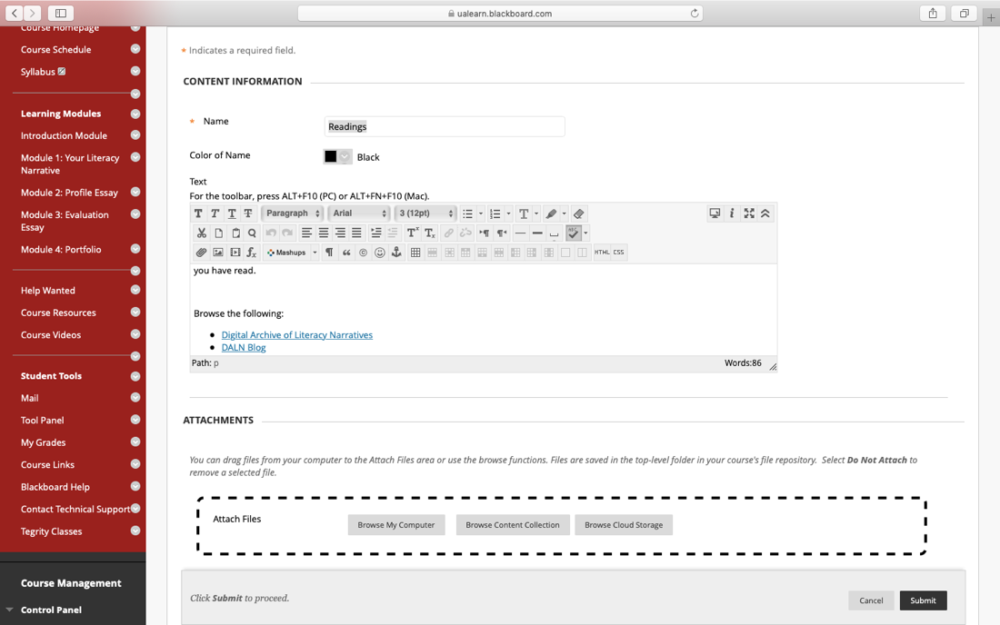 ualearn.blackboard.com
Course Homepage
Course Schedule
Syllabus
Learning Modules
Introduction Module
Module 1: Your Literacy
Narrative
Module 2: Profile Essay
Module 3: Evaluation
Essay
Module 4: Portfolio
Help Wanted
Course Resources
Course Videos
Student Tools
Mail
Tool Panel
My Grades
Course Links
Blackboard Help
Contact Technical Support
Tegrity Classes
Course Management
Control Panel
* Indicates a required field.
CONTENT INFORMATION
* Name
Readings
Color of Name
Black
Text
For the toolbar, press ALT+F10 (PC) or ALT+FN+F10 (Mac).
T T T T Paragraph Arial 3 (12pt) T
Mashups HTML CSS
you have read.
Browse the following:
Digital Archive of Literacy Narratives
DALN Blog
Path: p Words:86
ATTACHMENTS
You can drag files from your computer to the Attach Files area or use the browse functions. Files are saved in the top-level folder in your course's file repository. Select Do Not Attach to
remove a selected file.
Attach Files
Browse My Computer Browse Content Collection Browse Cloud Storage
Click Submit to proceed.
Cancel Submit